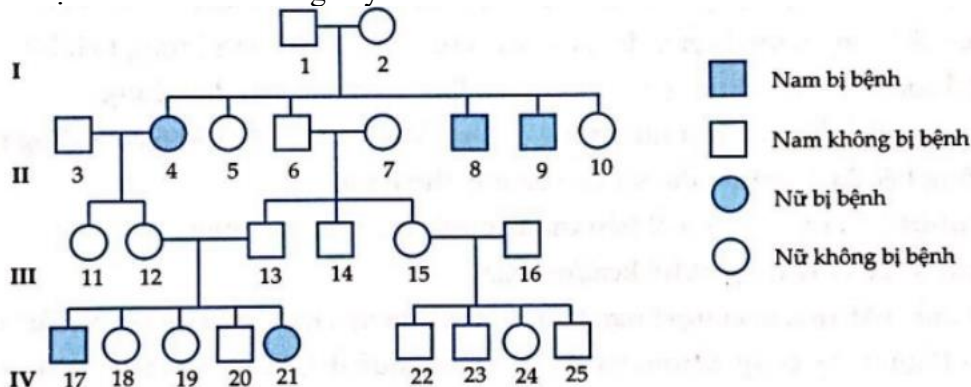 1 2
I
Nam bị bệnh
3 4 5 6 7 8 9 10
II
Nam không bị bệnh
Nữ bị bệnh
11 12 13 14 15 16
III
Nữ không bị bệnh
17 18 19 20 21 22 23 24 25
IV